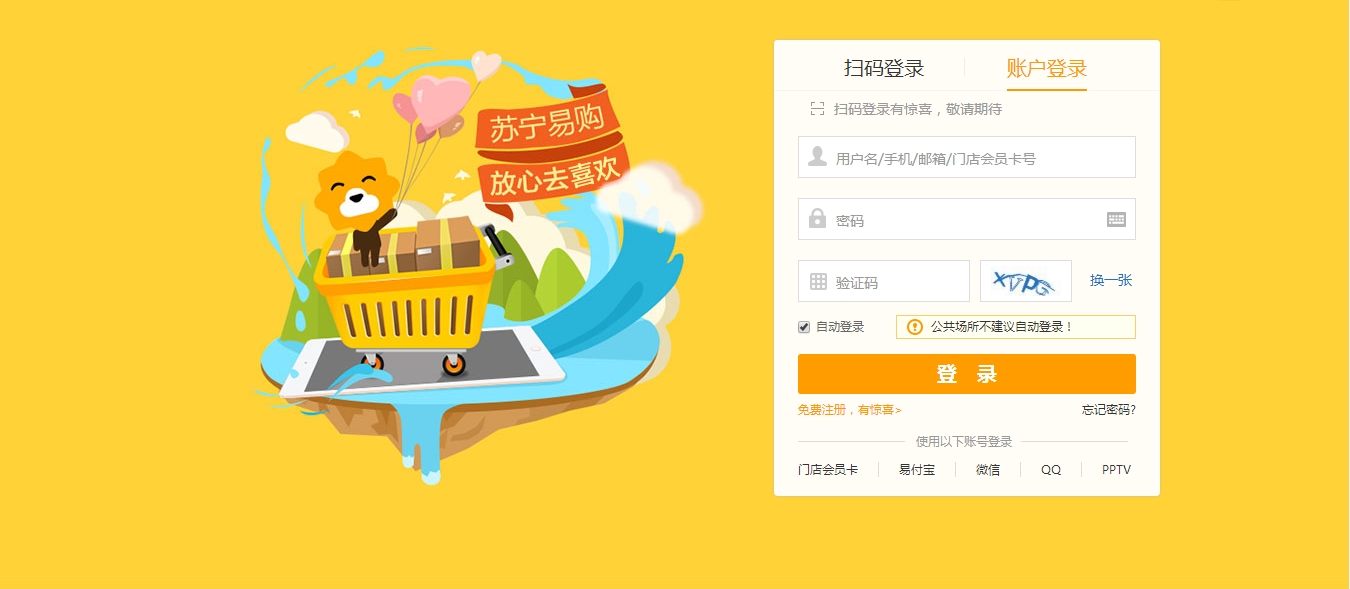 苏宁易购
放心去喜欢
扫码登录
账户登录
扫码登录有惊喜，敬请期待
用户名/手机/邮箱/门店会员卡号
密码
验证码
XVPG
换一张
自动登录
公共场所不建议自动登录！
登 录
免费注册，有惊喜>
忘记密码?
使用以下账号登录
门店会员卡 易付宝 微信 QQ PPTV